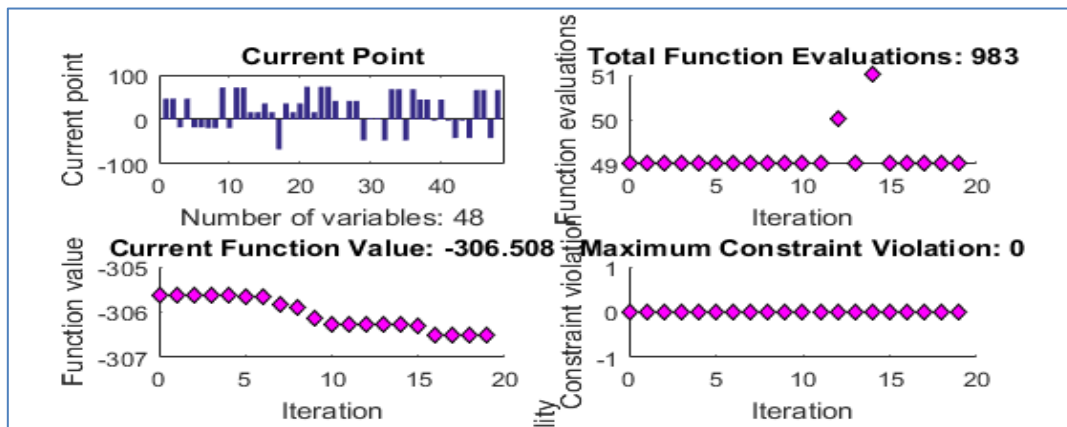 Current Point
Current point
100
0
-100
0 10 20 30 40
Number of variables: 48
Total Function Evaluations: 983
Function evaluations
51
50
49
0 5 10 15 20
Iteration
Current Function Value: -306.508
Function value
-305
-306
-307
0 5 10 15 20
Iteration
Maximum Constraint Violation: 0
Constraint violation
1
0
-1
0 5 10 15 20
Iteration
lity